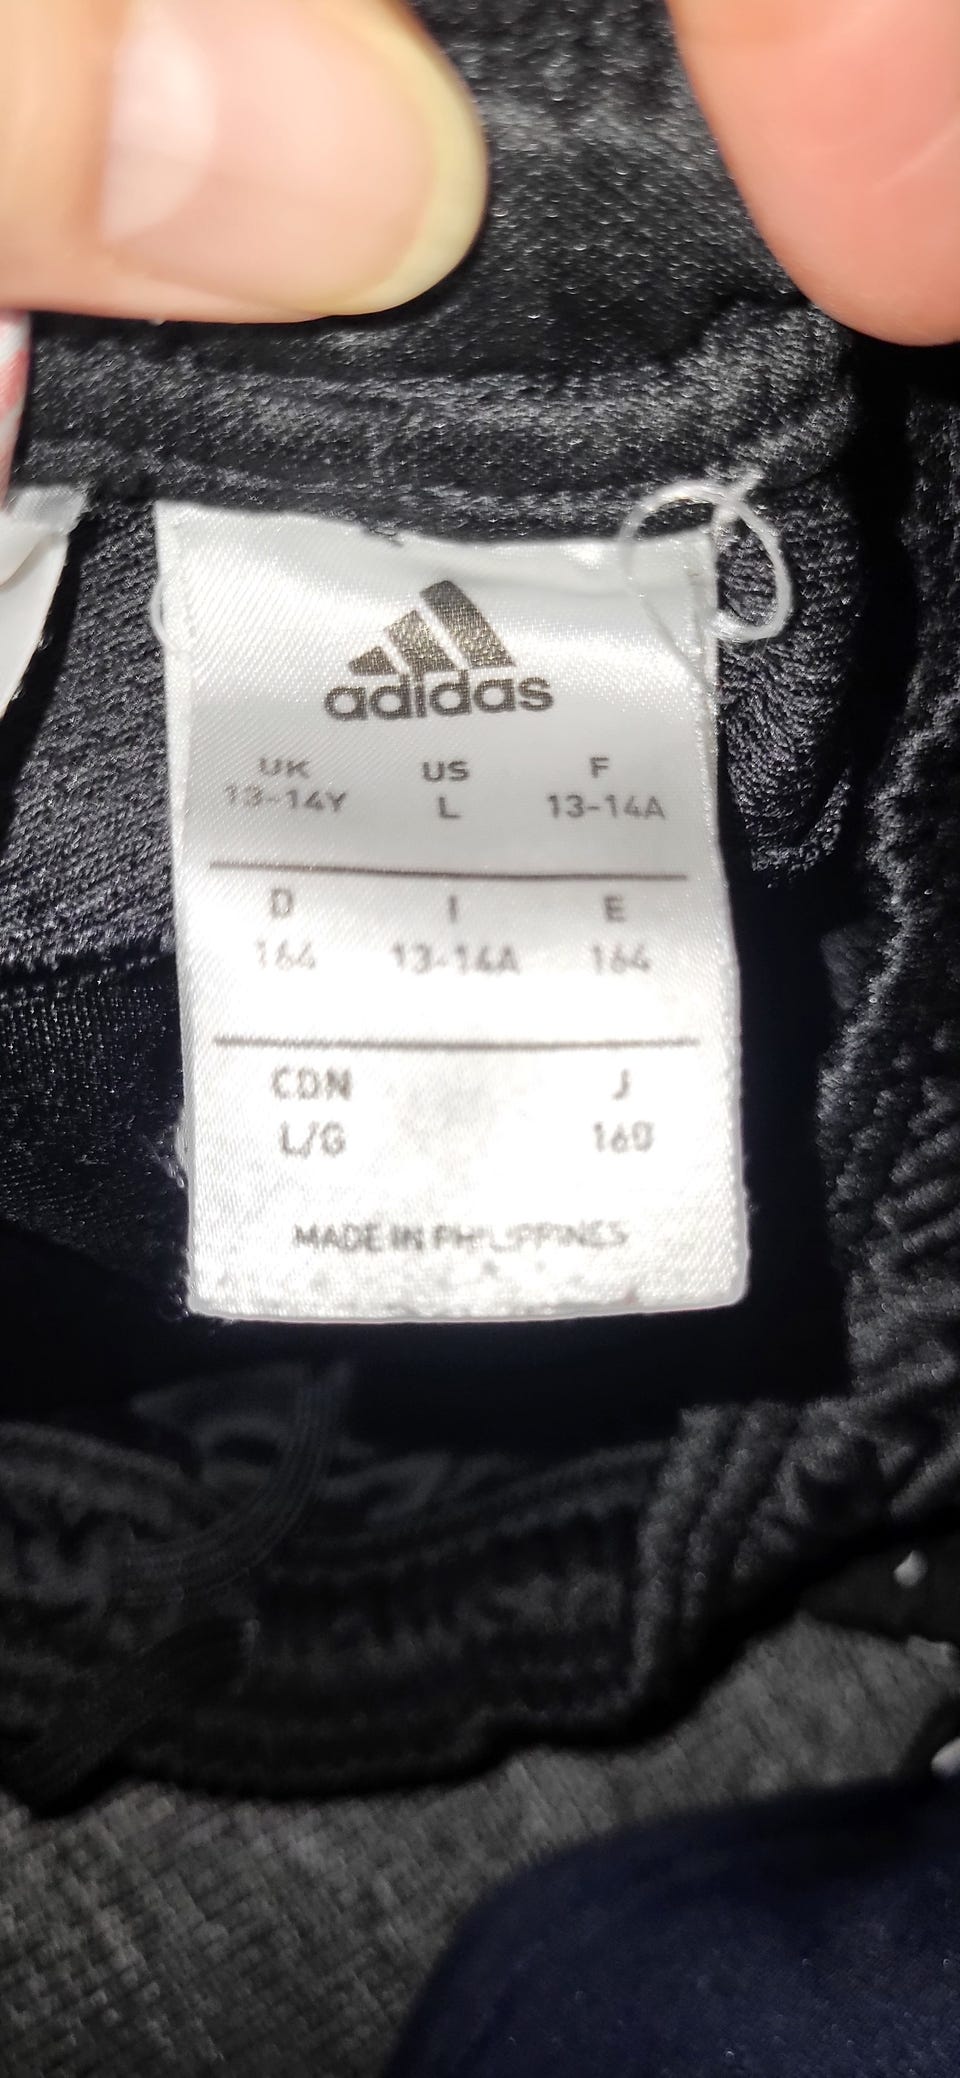 adidas
UK US F
13-14Y L 13-14A
D I E
164 13-14A 164
CDN J
L/G 160
MADE IN PHILIPPINES